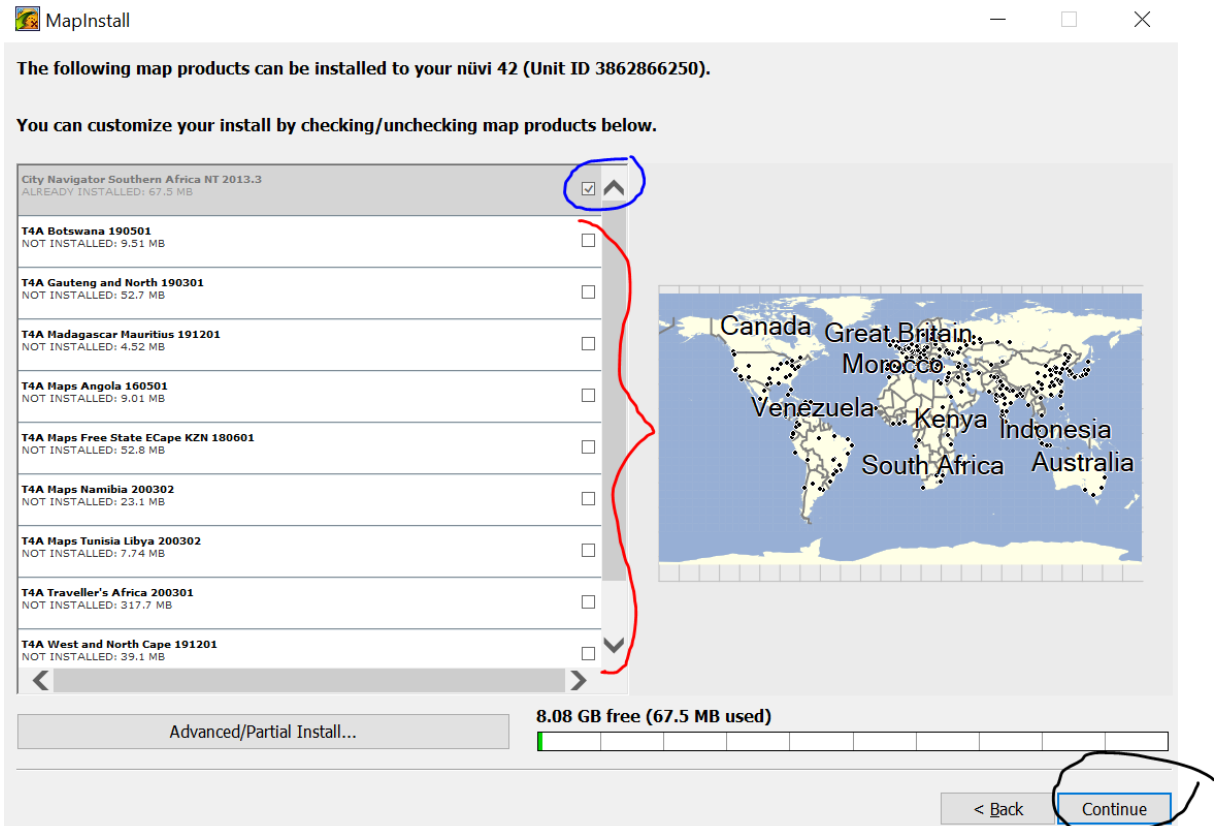 MapInstall
The following map products can be installed to your nüvi 42 (Unit ID 3862866250).
You can customize your install by checking/unchecking map products below.
City Navigator Southern Africa NT 2013.3
ALREADY INSTALLED: 67.5 MB
T4A Botswana 190501
NOT INSTALLED: 9.51 MB
T4A Gauteng and North 190301
NOT INSTALLED: 52.7 MB
T4A Madagascar Mauritius 191201
NOT INSTALLED: 4.52 MB
T4A Maps Angola 160501
NOT INSTALLED: 9.01 MB
T4A Maps Free State ECape KZN 180601
NOT INSTALLED: 52.8 MB
T4A Maps Namibia 200302
NOT INSTALLED: 23.1 MB
T4A Maps Tunisia Libya 200302
NOT INSTALLED: 7.74 MB
T4A Traveller's Africa 200301
NOT INSTALLED: 317.7 MB
T4A West and North Cape 191201
NOT INSTALLED: 39.1 MB
Canada
Great Britain
Morocco
Venezuela
Kenya
Indonesia
South Africa
Australia
Advanced/Partial Install...
8.08 GB free (67.5 MB used)
< Back
Continue